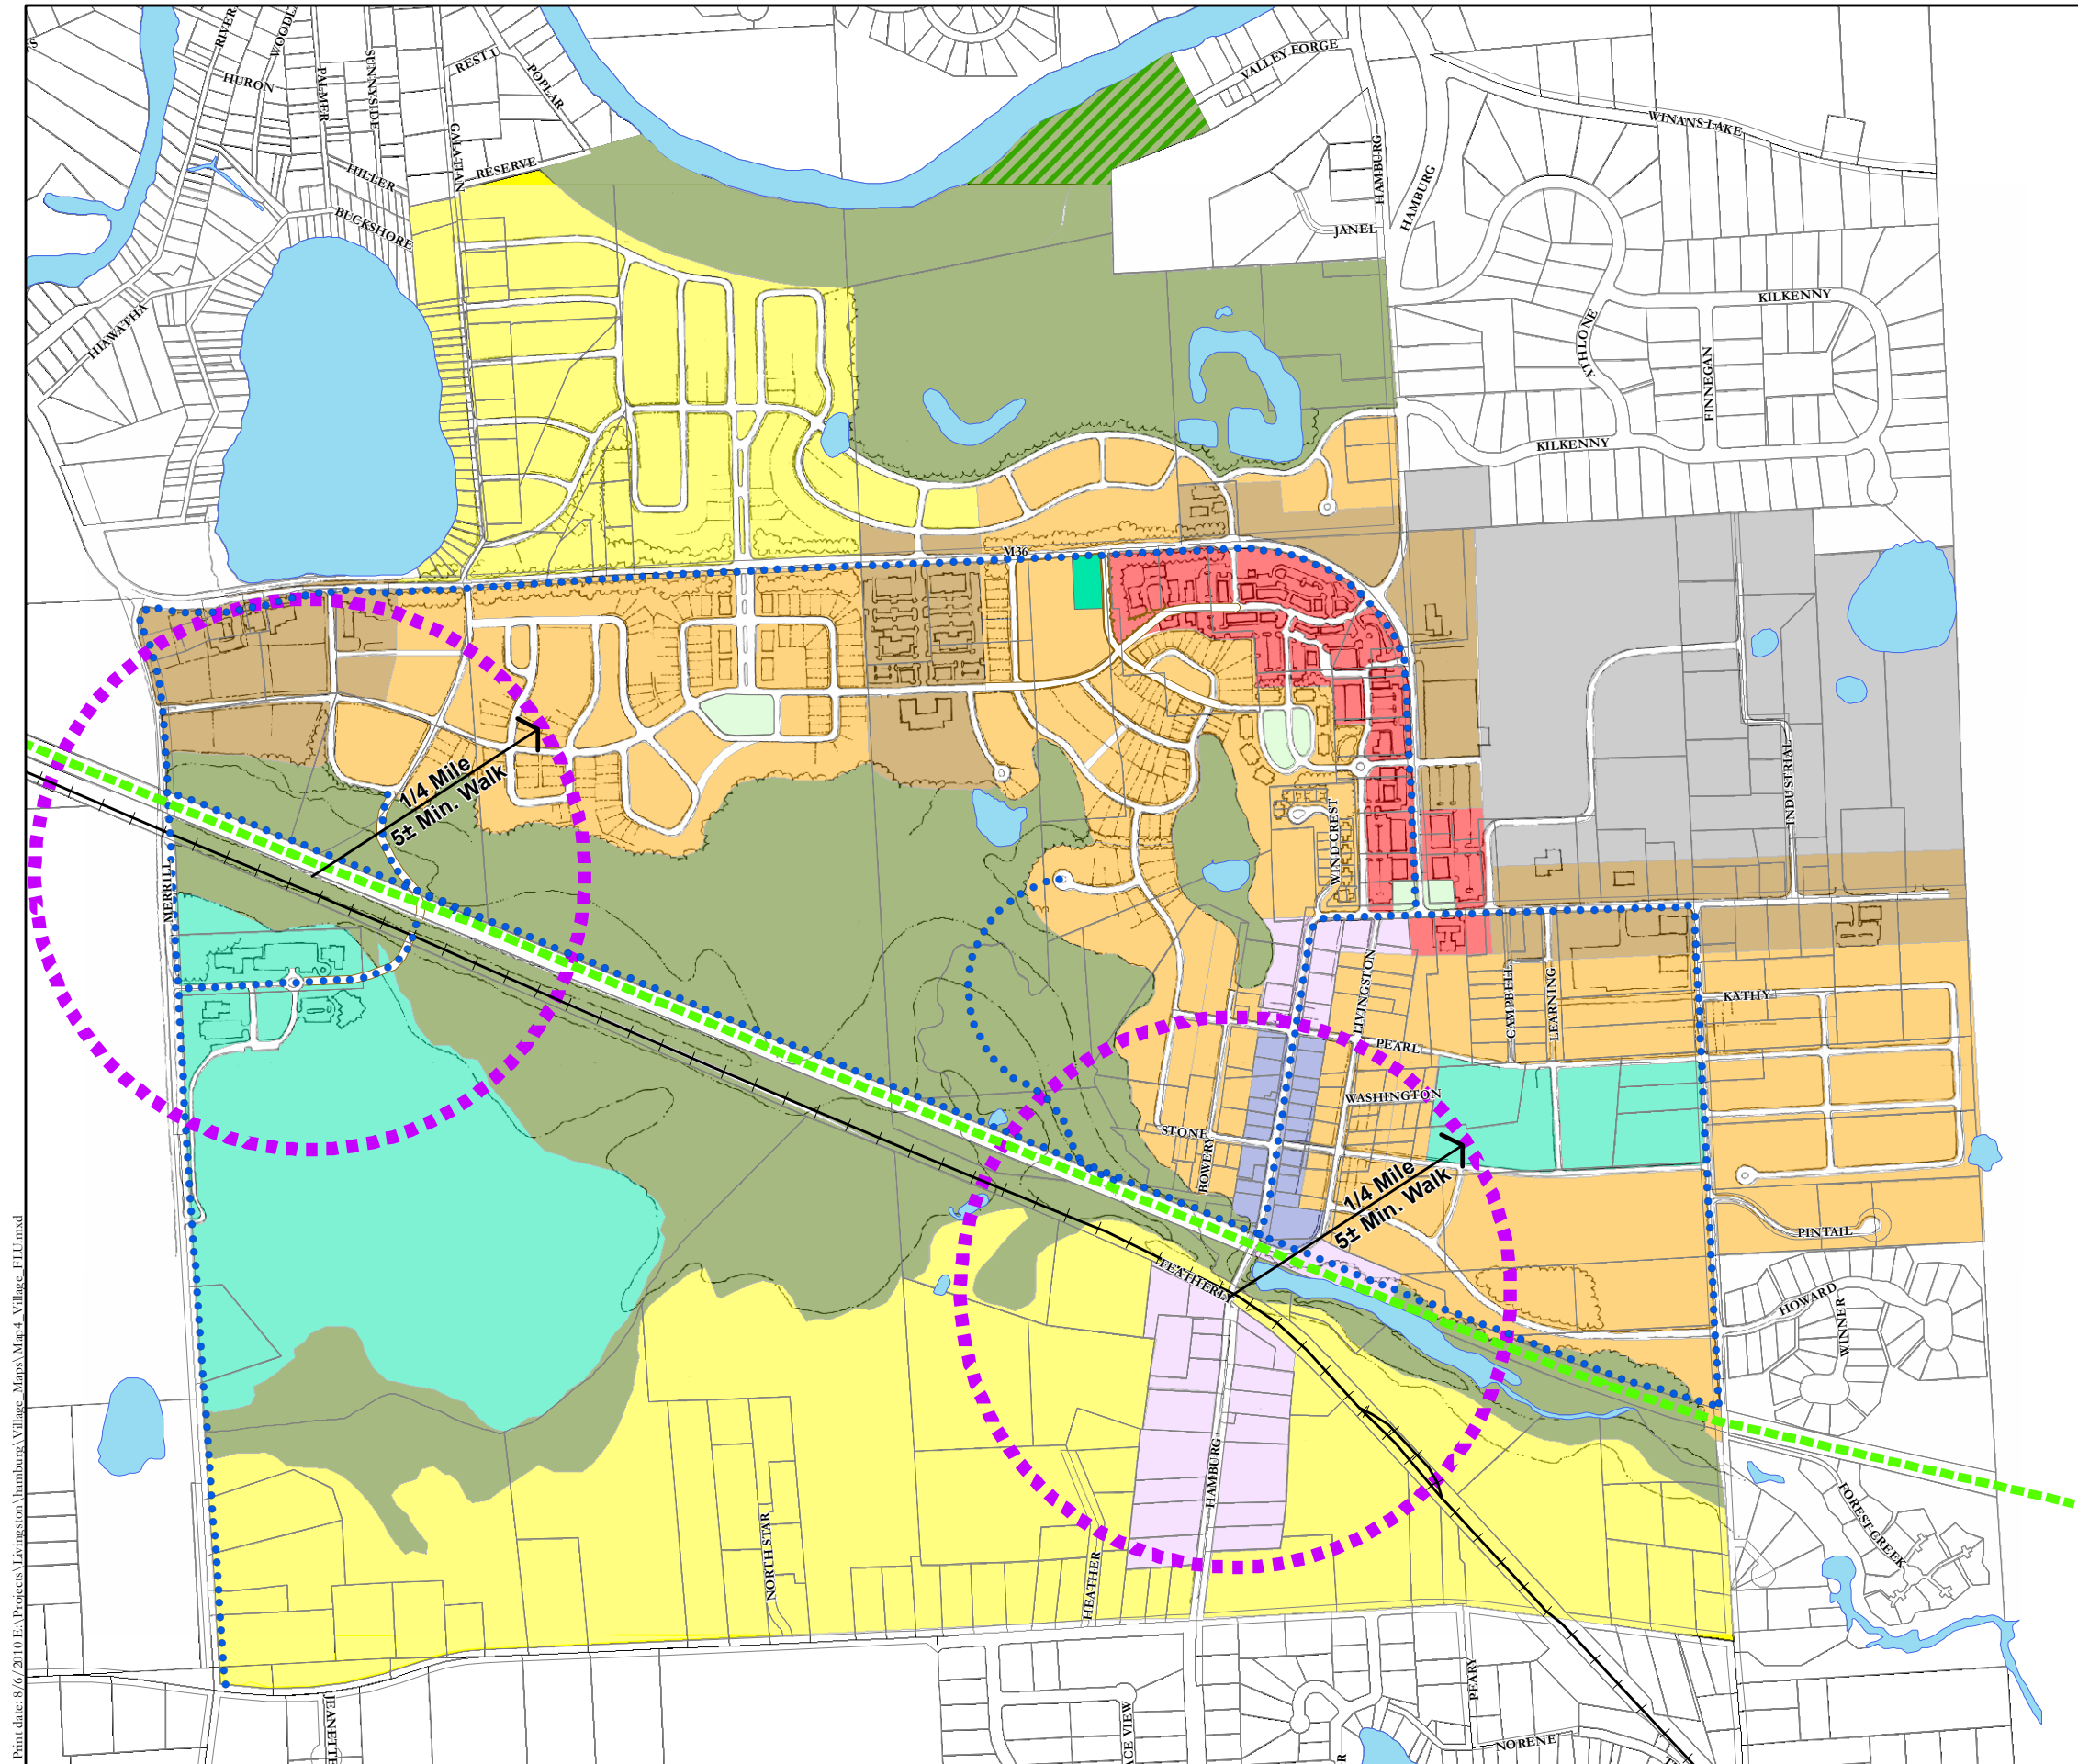 RIVER
HURON
PALMER
SUNNYSIDE
POPLAR
GALATIAN
RESERVE
HILLER
BUCKSHORE
HIAWATHA
VALLEY FORGE
HAMBURG
HAMBURG
JANEL
WINANS LAKE
KILKENNY
ATHLONE
FINNEGAN
KILKENNY
M36
MERRILL
1/4 Mile
5± Min. Walk
WINDCREST
INDUSTRIAL
LIVINGSTON
CAMPBELL
LEARNING
KATHY
PEARL
WASHINGTON
STONE
BOWERY
1/4 Mile
5± Min. Walk
PINTAIL
FEATHERLY
HOWARD
WINNER
HAMBURG
NORTH STAR
HEATHER
FOREST CREEK
JEANETTE
ACE VIEW
PEARY
NORENE
Print date: 8/6/2010 E:\Projects\Livingston\hamburg\Village_Maps\Map4_Village_FLU.mxd